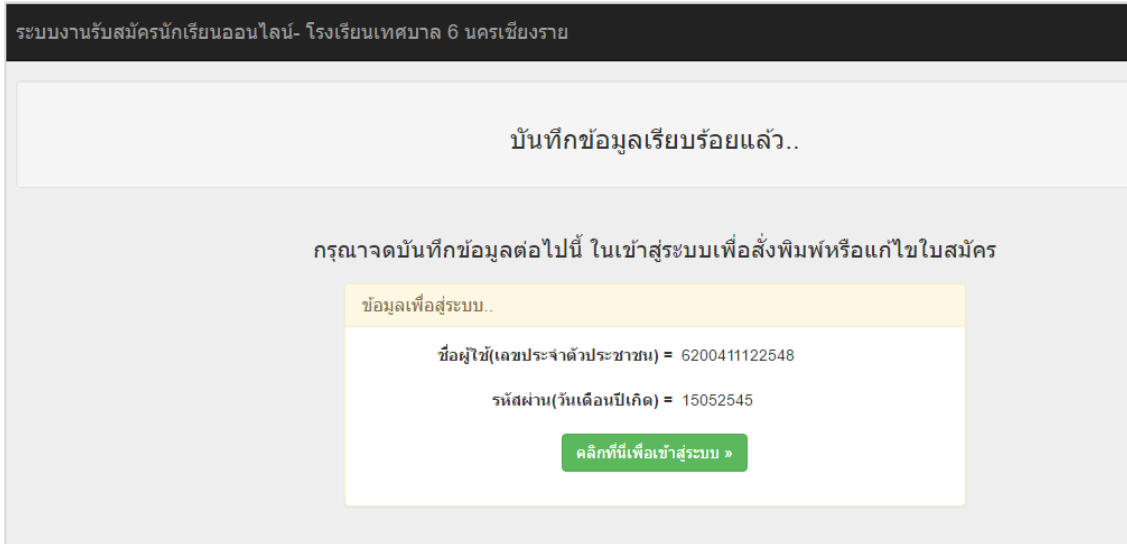 ระบบงานรับสมัครนักเรียนออนไลน์- โรงเรียนเทศบาล 6 นครเชียงราย
บันทึกข้อมูลเรียบร้อยแล้ว..
กรุณาจดบันทึกข้อมูลต่อไปนี้ ในเข้าสู่ระบบเพื่อสั่งพิมพ์หรือแก้ไขใบสมัคร
ข้อมูลเพื่อสู่ระบบ..
ชื่อผู้ใช้(เลขประจำตัวประชาชน) = 6200411122548
รหัสผ่าน(วันเดือนปีเกิด) = 15052545
คลิกที่นี่เพื่อเข้าสู่ระบบ »